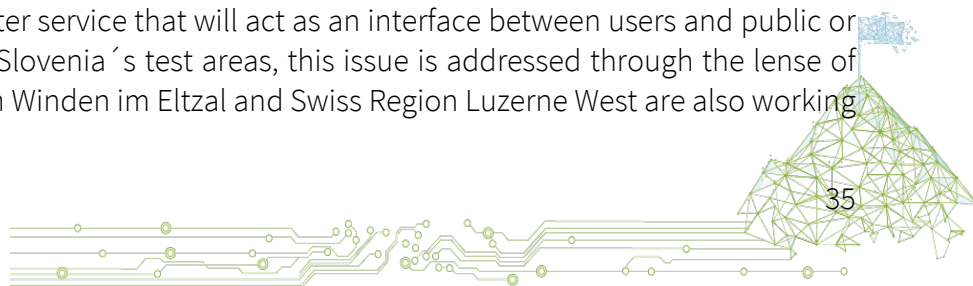 ter service that will act as an interface between users and public or
Slovenia´s test areas, this issue is addressed through the lense of
Winden im Eltzal and Swiss Region Luzerne West are also working
35